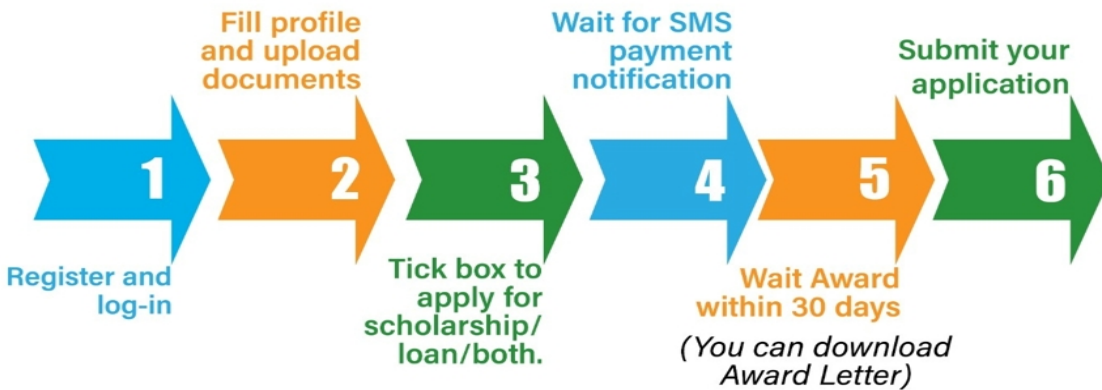 1
Register and
log-in
2
Fill profile
and upload
documents
3
Tick box to
apply for
scholarship/
loan/both.
4
Wait for SMS
payment
notification
5
Wait Award
within 30 days
(You can download
Award Letter)
6
Submit your
application